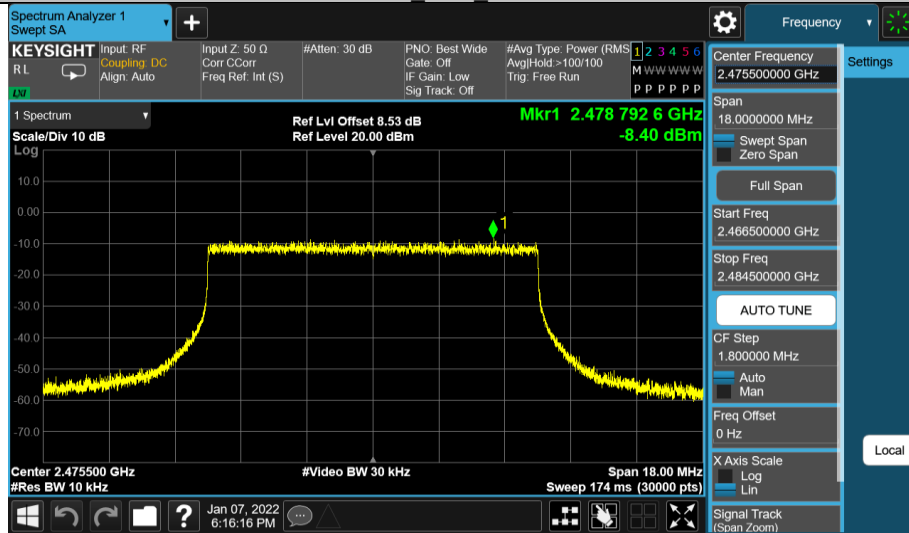 Spectrum Analyzer 1
Swept SA
+
Frequency
KEYSIGHT
R L
LXI
Input: RF
Coupling: DC
Align: Auto
Input Z: 50 Ω
Corr CCorr
Freq Ref: Int (S)
#Atten: 30 dB
PNO: Best Wide
Gate: Off
IF Gain: Low
Sig Track: Off
#Avg Type: Power (RMS
Avg|Hold:>100/100
Trig: Free Run
1 2 3 4 5 6
M W W W W W
P P P P P P
1 Spectrum
Scale/Div 10 dB
Log
Ref Lvl Offset 8.53 dB
Ref Level 20.00 dBm
Mkr1 2.478 792 6 GHz
-8.40 dBm
10.0
0.00
-10.0
-20.0
-30.0
-40.0
-50.0
-60.0
-70.0
1
Center 2.475500 GHz
#Res BW 10 kHz
#Video BW 30 kHz
Span 18.00 MHz
Sweep 174 ms (30000 pts)
Center Frequency
2.475500000 GHz
Span
18.0000000 MHz
Swept Span
Zero Span
Full Span
Start Freq
2.466500000 GHz
Stop Freq
2.484500000 GHz
AUTO TUNE
CF Step
1.800000 MHz
Auto
Man
Freq Offset
0 Hz
X Axis Scale
Log
Lin
Signal Track
(Span Zoom)
Settings
Local
?
Jan 07, 2022
6:16:16 PM